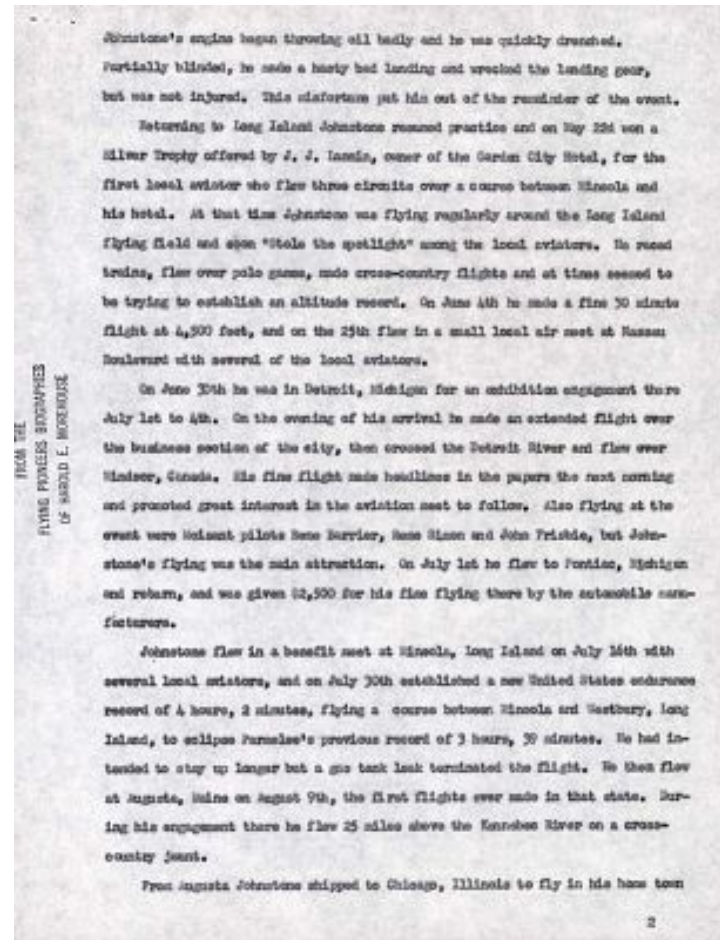 Johnstone's engine began throwing oil badly and he was quickly drenched.
Partially blinded, he made a hasty bad landing and wrecked the landing gear,
but was not injured. This misfortune put him out of the remainder of the event.
Returning to Long Island Johnstone resumed practice and on May 22d won a
Silver Trophy offered by J. J. Lannin, owner of the Garden City Hotel, for the
first local aviator who flew three circuits over a course between Mineola and
his hotel. At that time Johnstone was flying regularly around the Long Island
flying field and soon "Stole the spotlight" among the local aviators. He raced
trains, flew over polo games, made cross-country flights and at times seemed to
be trying to establish an altitude record. On June 4th he made a fine 30 minute
flight at 4,500 feet, and on the 25th flew in a small local air meet at Nassau
Boulevard with several of the local aviators.
On June 30th he was in Detroit, Michigan for an exhibition engagement there
July 1st to 4th. On the evening of his arrival he made an extended flight over
the business section of the city, then crossed the Detroit River and flew over
Windsor, Canada. His fine flight made headlines in the papers the next morning
and promoted great interest in the aviation meet to follow. Also flying at the
event were Moisant pilots Rene Barrier, Rene Simon and John Frisbie, but John-
stone's flying was the main attraction. On July 1st he flew to Pontiac, Michigan
and return, and was given $2,500 for his fine flying there by the automobile manu-
facturers.
Johnstone flew in a benefit meet at Mineola, Long Island on July 16th with
several local aviators, and on July 30th established a new United States endurance
record of 4 hours, 2 minutes, flying a course between Mineola and Westbury, Long
Island, to eclipse Parmalee's previous record of 3 hours, 39 minutes. He had in-
tended to stay up longer but a gas tank leak terminated the flight. He then flew
at Augusta, Maine on August 9th, the first flights ever made in that state. Dur-
ing his engagement there he flew 25 miles above the Kennebec River on a cross-
country jaunt.
From Augusta Johnstone shipped to Chicago, Illinois to fly in his home town
2
FROM THE
FLYING PIONEERS BIOGRAPHIES
OF HAROLD E. MOREHOUSE